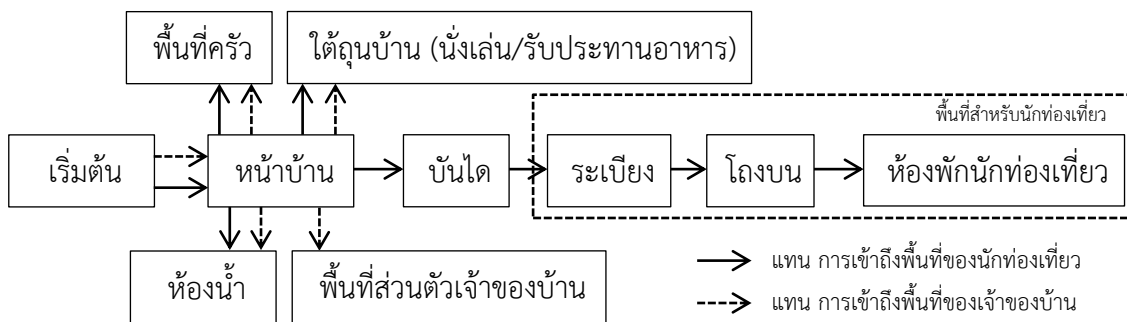 พื้นที่ครัว
ใต้ถุนบ้าน (นั่งเล่น/รับประทานอาหาร)
พื้นที่สำหรับนักท่องเที่ยว
เริ่มต้น
หน้าบ้าน
บันได
ระเบียง
โถงบน
ห้องพักนักท่องเที่ยว
ห้องน้ำ
พื้นที่ส่วนตัวเจ้าของบ้าน
แทน การเข้าถึงพื้นที่ของนักท่องเที่ยว
แทน การเข้าถึงพื้นที่ของเจ้าของบ้าน